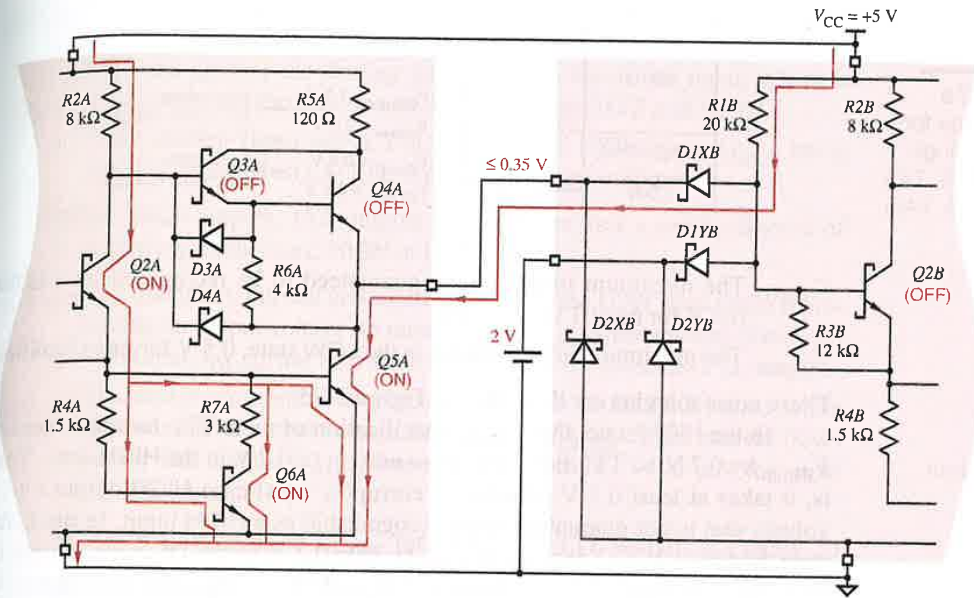 V_CC = +5 V
R2A
8 kΩ
R5A
120 Ω
Q3A
(OFF)
Q4A
(OFF)
Q2A
(ON)
D3A
D4A
R6A
4 kΩ
Q5A
(ON)
R4A
1.5 kΩ
R7A
3 kΩ
Q6A
(ON)
≤ 0.35 V
2 V
R1B
20 kΩ
R2B
8 kΩ
D1XB
D1YB
D2XB
D2YB
Q2B
(OFF)
R3B
12 kΩ
R4B
1.5 kΩ